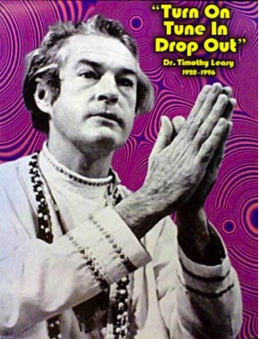 "Turn On
Tune In
Drop Out"
Dr. Timothy Leary
1920-1996